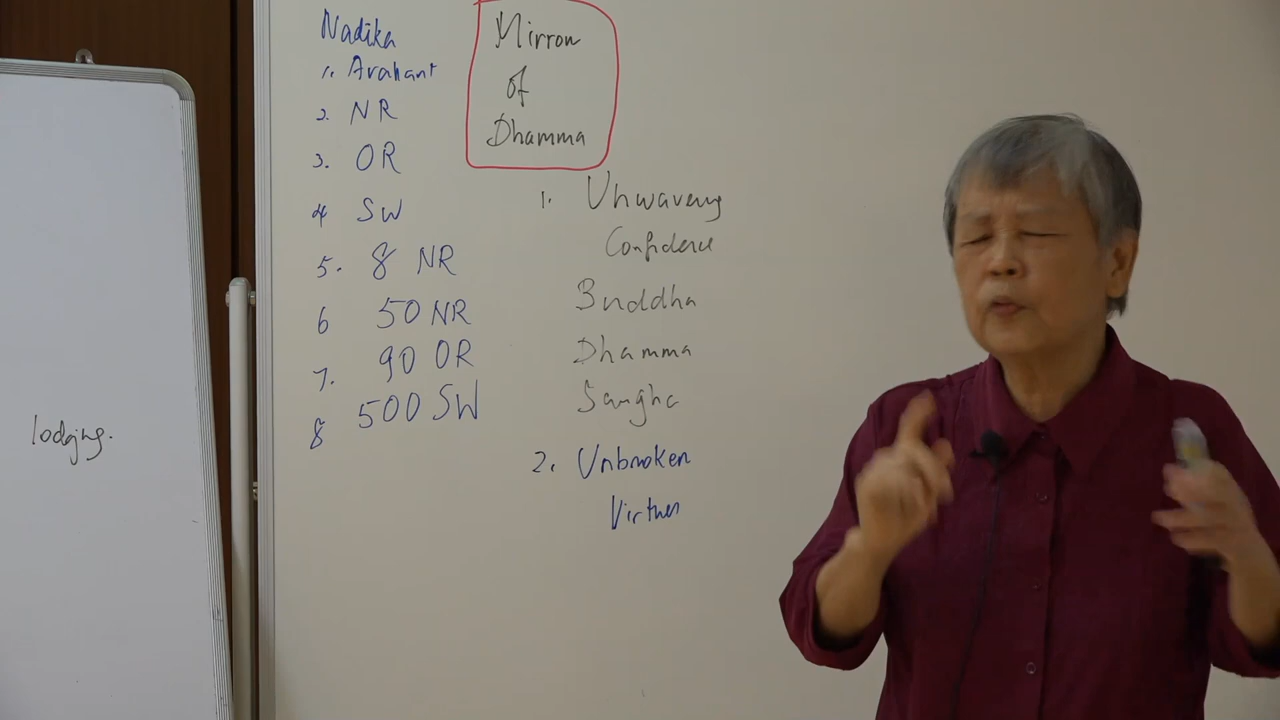 lodging.
Nadika
1. Arahant
2. NR
3. OR
4 SW
5. 8 NR
6 50 NR
7. 90 OR
8 500 SW
Mirror
of
Dhamma
1. Unwavering
Confidence
Buddha
Dhamma
Sangha
2. Unbroken
Virtues